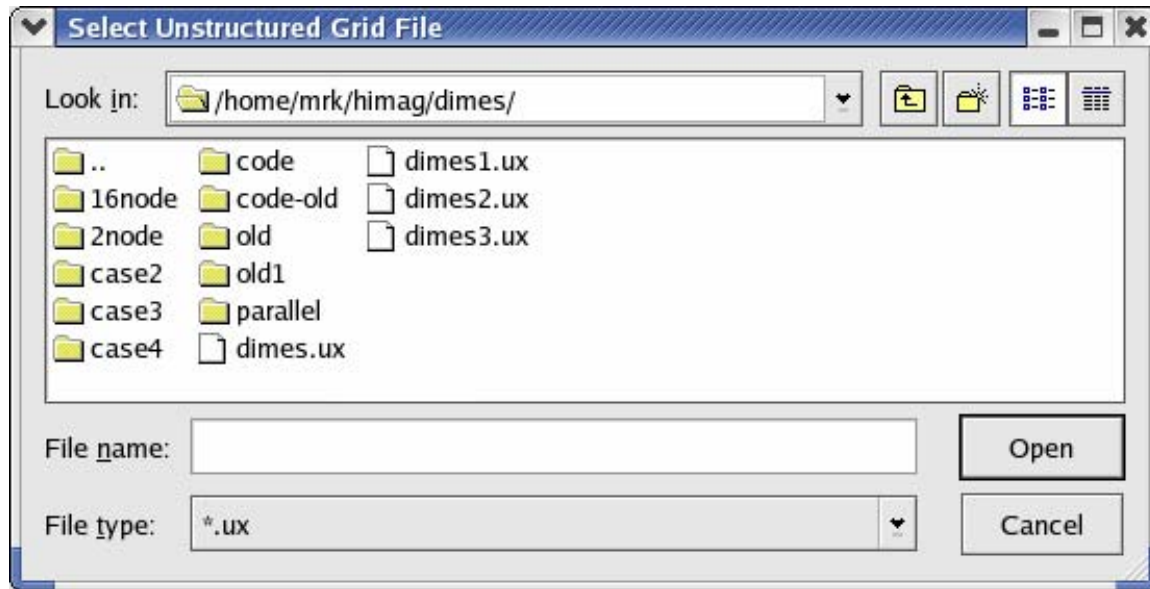 Select Unstructured Grid File
Look in: /home/mrk/himag/dimes/
.. code dimes1.ux
16node code-old dimes2.ux
2node old dimes3.ux
case2 old1
case3 parallel
case4 dimes.ux
File name: Open
File type: *.ux Cancel